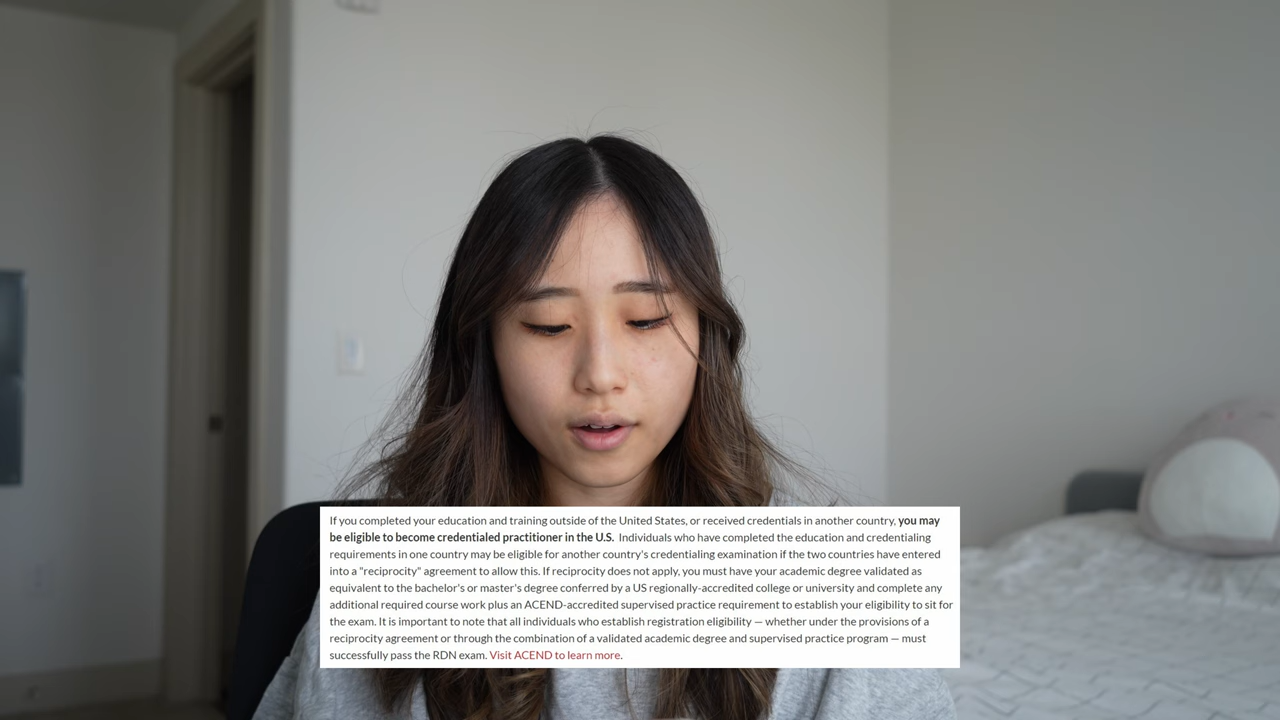 If you completed your education and training outside of the United States, or received credentials in another country, you may
be eligible to become credentialed practitioner in the U.S. Individuals who have completed the education and credentialing
requirements in one country may be eligible for another country's credentialing examination if the two countries have entered
into a "reciprocity" agreement to allow this. If reciprocity does not apply, you must have your academic degree validated as
equivalent to the bachelor's or master's degree conferred by a US regionally-accredited college or university and complete any
additional required course work plus an ACEND-accredited supervised practice requirement to establish your eligibility to sit for
the exam. It is important to note that all individuals who establish registration eligibility — whether under the provisions of a
reciprocity agreement or through the combination of a validated academic degree and supervised practice program — must
successfully pass the RDN exam. Visit ACEND to learn more.